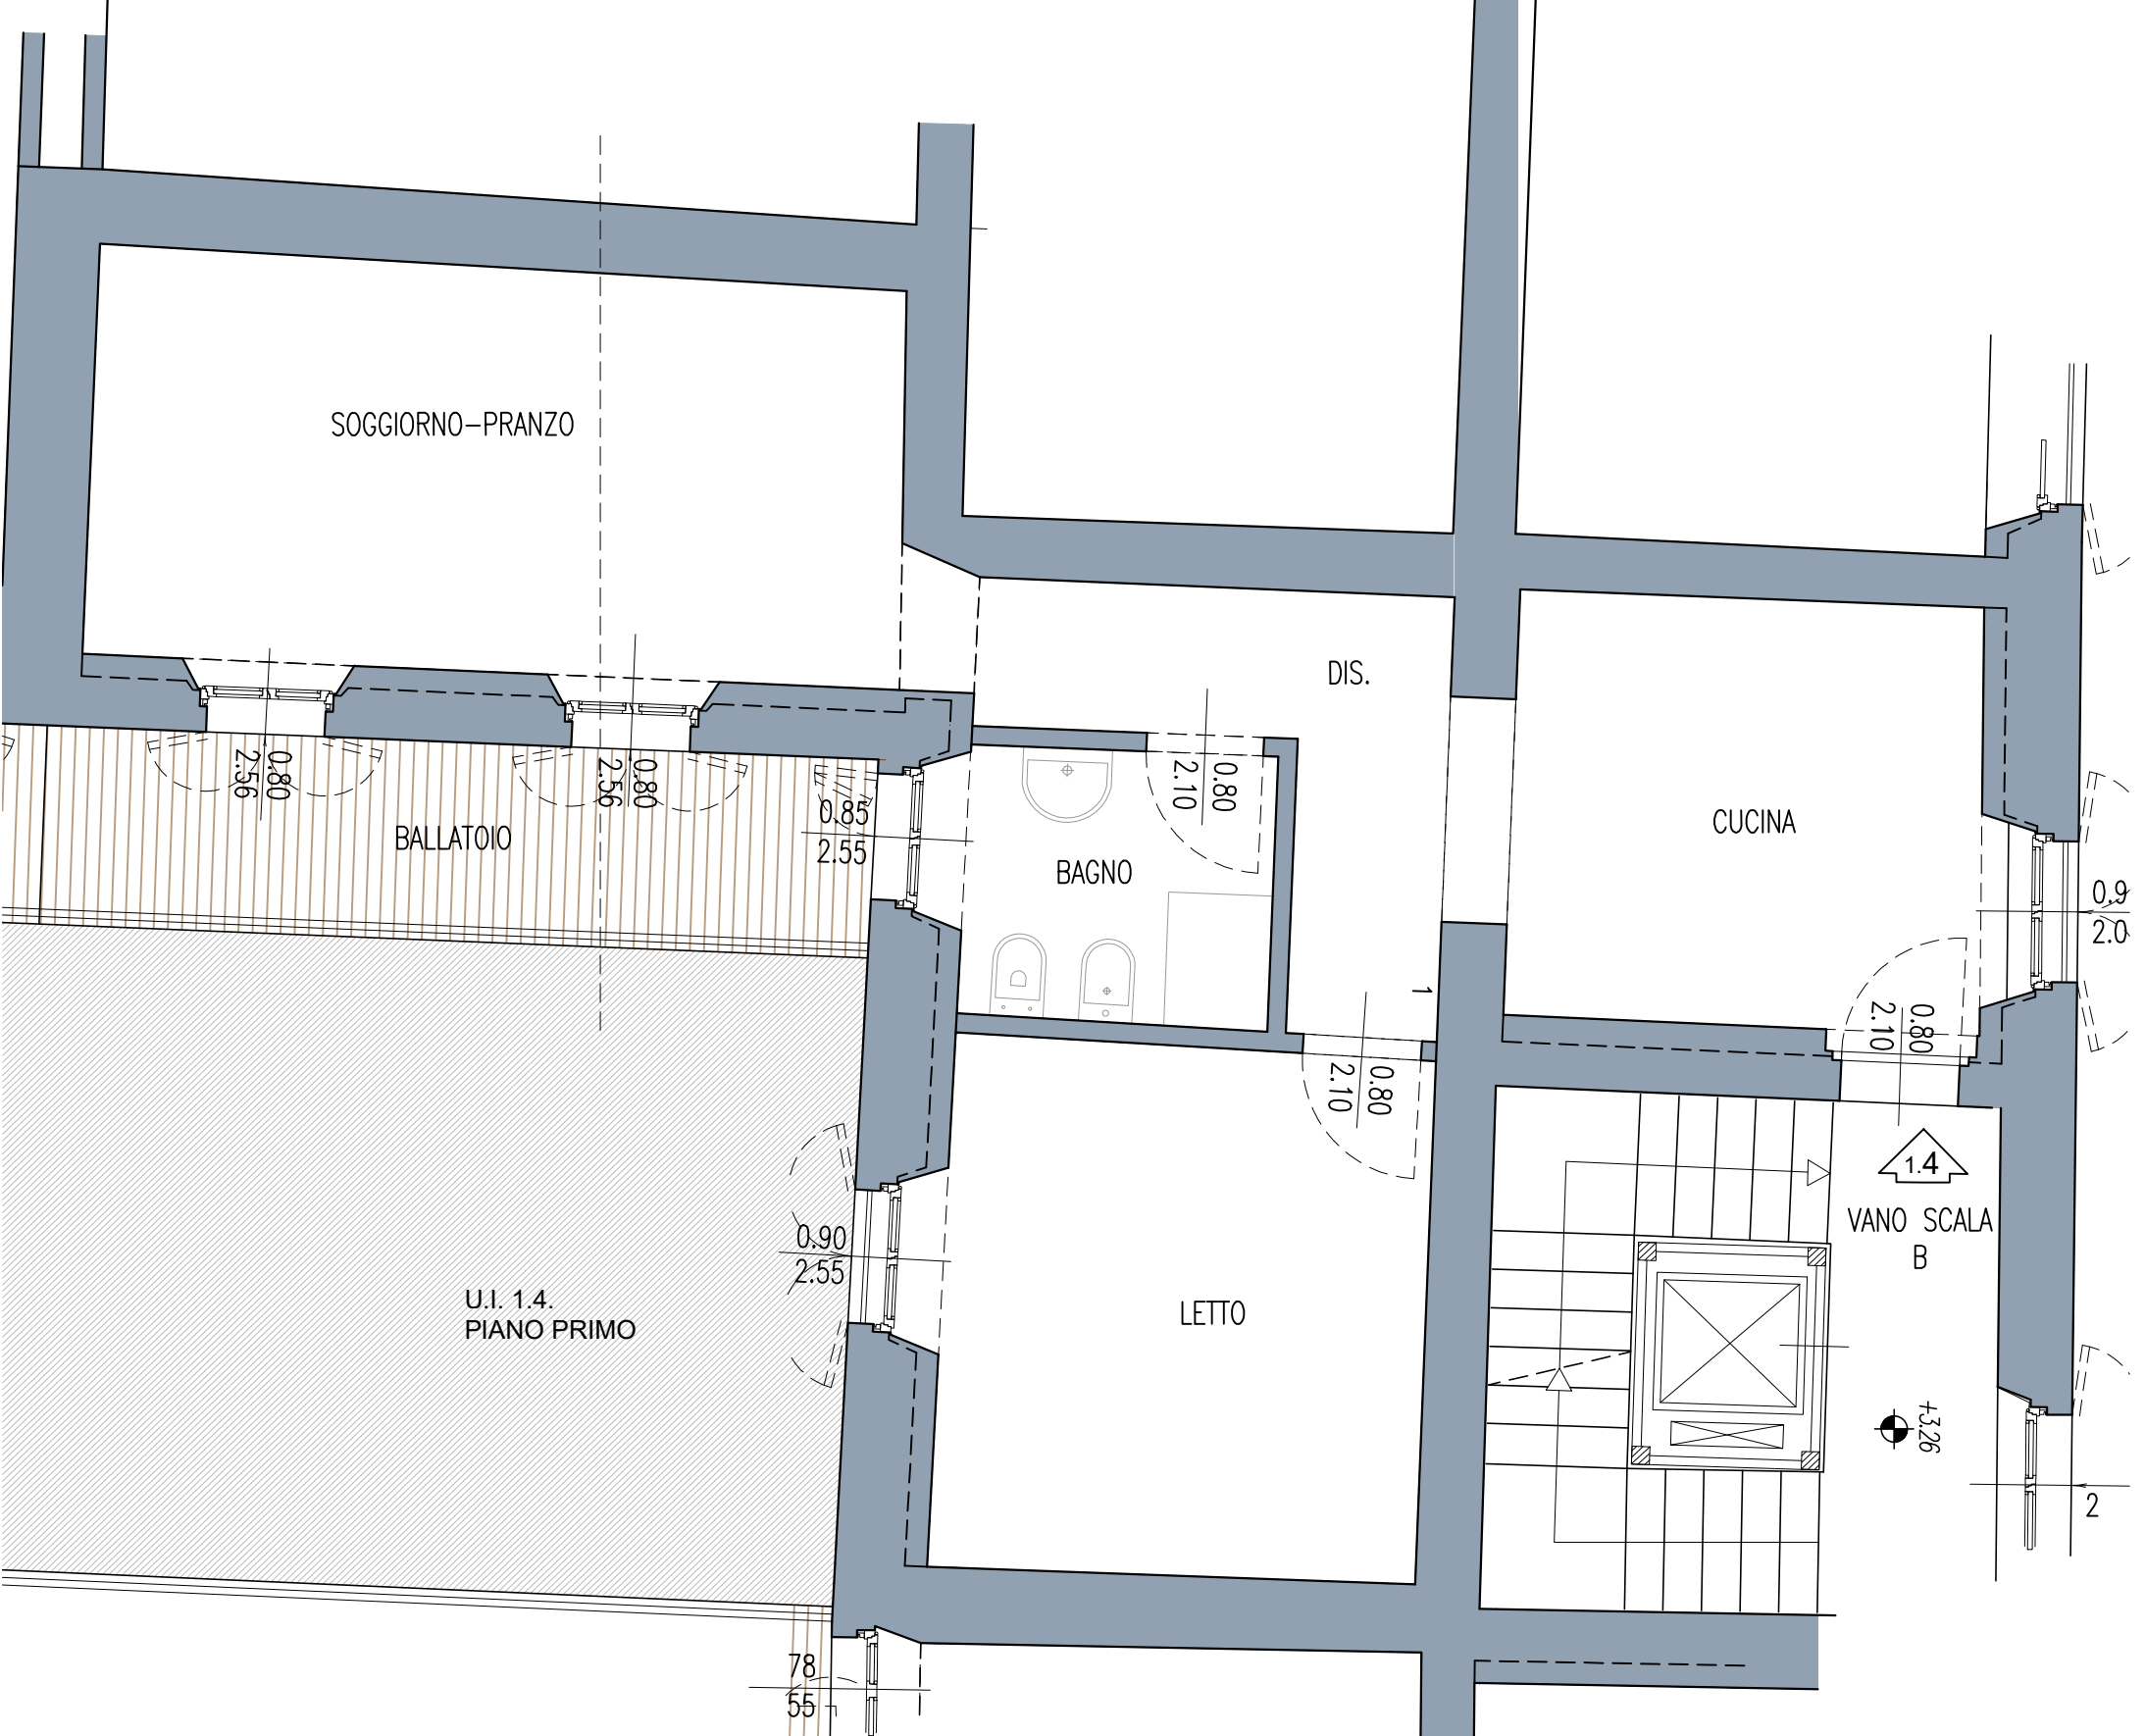 SOGGIORNO-PRANZO
DIS.
0.80
2.56
0.80
2.56
0.85
2.55
0.80
2.10
BALLATOIO
BAGNO
CUCINA
0.9
2.0
1
0.80
2.10
0.80
2.10
1.4
VANO SCALA
B
0.90
2.55
U.I. 1.4.
PIANO PRIMO
LETTO
+3.26
2
78
55